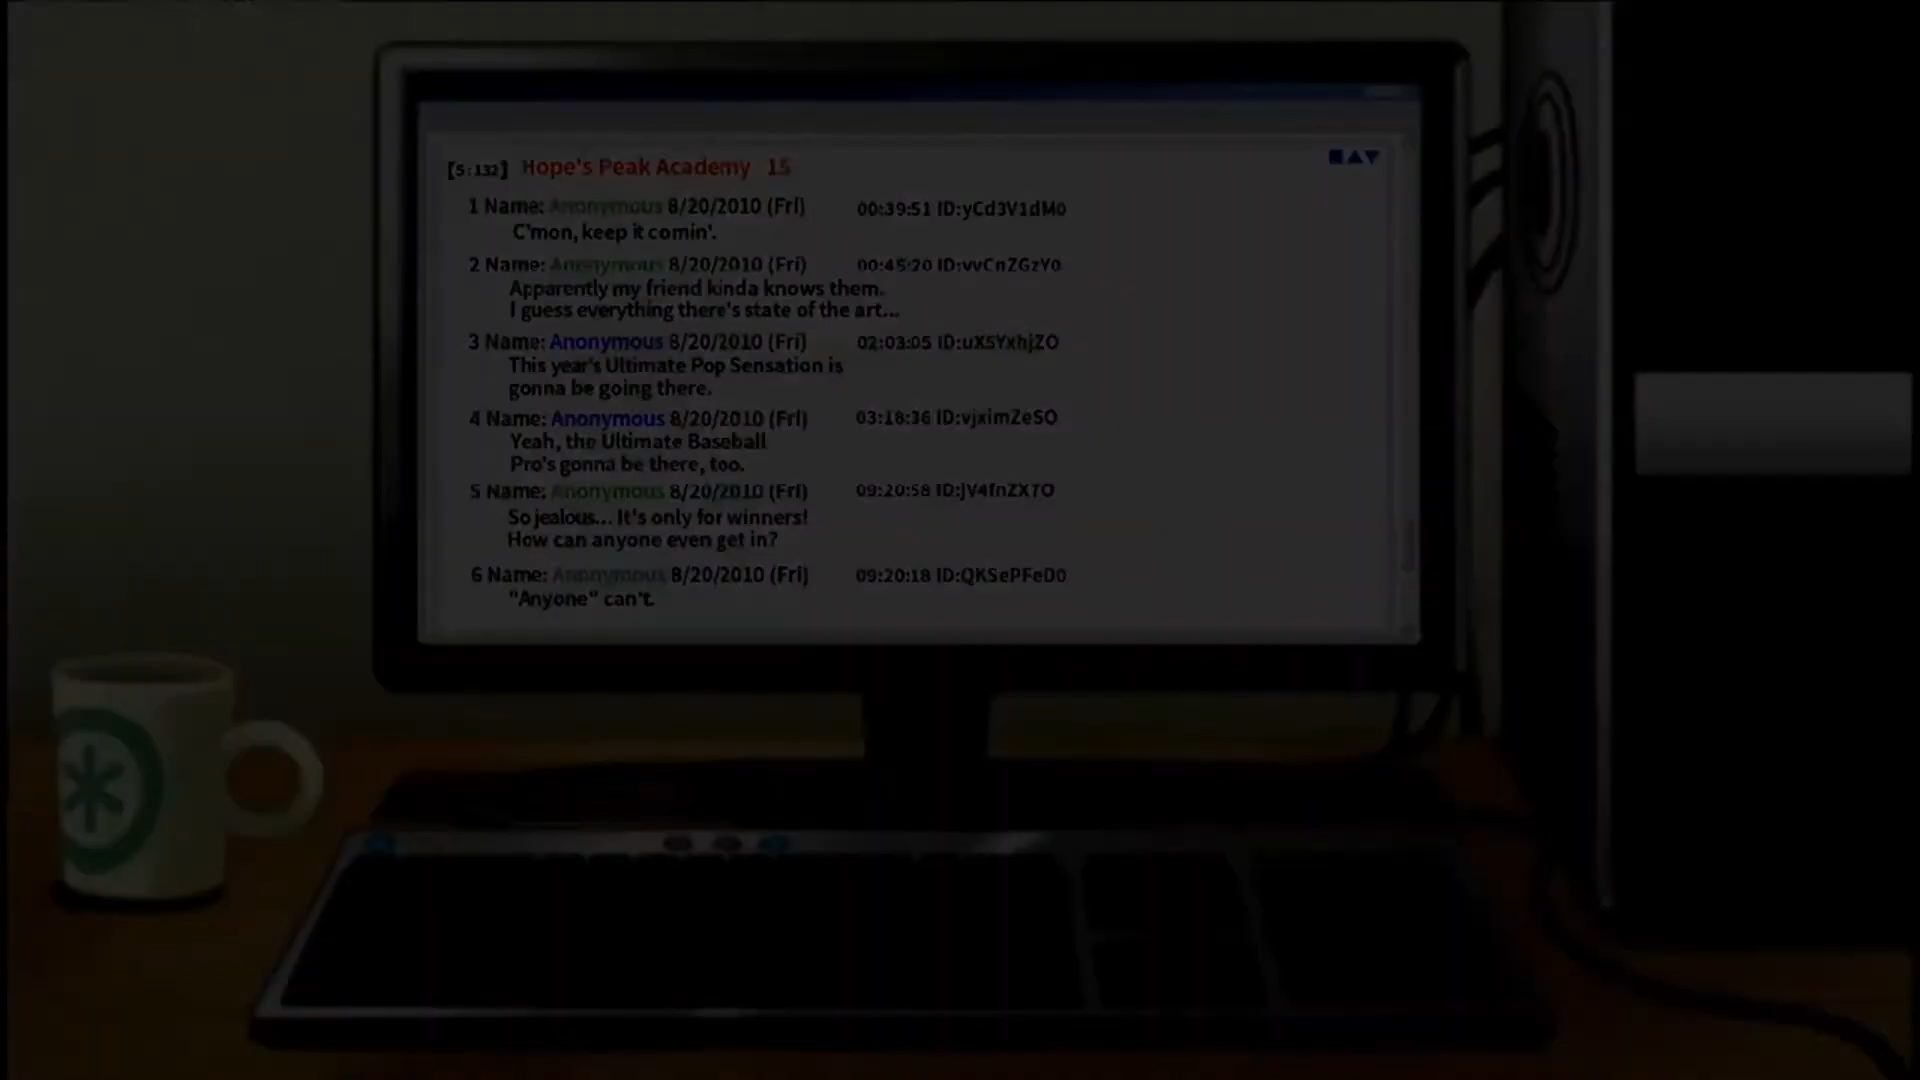 [5:132] Hope's Peak Academy 15
1 Name: Anonymous 8/20/2010 (Fri) 00:39:51 ID:yCd3V1dM0
C'mon, keep it comin'.
2 Name: Anonymous 8/20/2010 (Fri) 00:45:20 ID:vvCnZGzY0
Apparently my friend kinda knows them.
I guess everything there's state of the art...
3 Name: Anonymous 8/20/2010 (Fri) 02:03:05 ID:uX5YxhjZO
This year's Ultimate Pop Sensation is
gonna be going there.
4 Name: Anonymous 8/20/2010 (Fri) 03:18:36 ID:vjximZeSO
Yeah, the Ultimate Baseball
Pro's gonna be there, too.
5 Name: Anonymous 8/20/2010 (Fri) 09:20:58 ID:JV4fnZX7O
So jealous... It's only for winners!
How can anyone even get in?
6 Name: Anonymous 8/20/2010 (Fri) 09:20:18 ID:QKSePFeD0
"Anyone" can't.